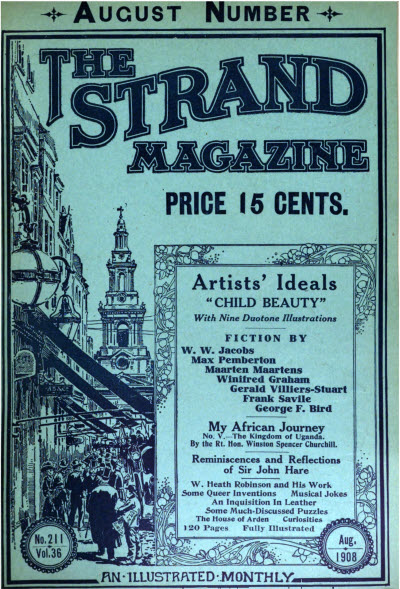 AUGUST NUMBER
THE
STRAND
MAGAZINE
PRICE 15 CENTS.
Artists' Ideals
"CHILD BEAUTY"
With Nine Duotone Illustrations
FICTION BY
W. W. Jacobs
Max Pemberton
Maarten Maartens
Winifred Graham
Gerald Villiers-Stuart
Frank Savile
George F. Bird
My African Journey
No. V.—The Kingdom of Uganda.
By the Rt. Hon. Winston Spencer Churchill.
Reminiscences and Reflections
of Sir John Hare
W. Heath Robinson and His Work
Some Queer Inventions Musical Jokes
An Inquisition In Leather
Some Much-Discussed Puzzles
The House of Arden Curiosities
120 Pages Fully Illustrated
No. 211
Vol. 36
Aug.
1908
AN·ILLUSTRATED·MONTHLY·